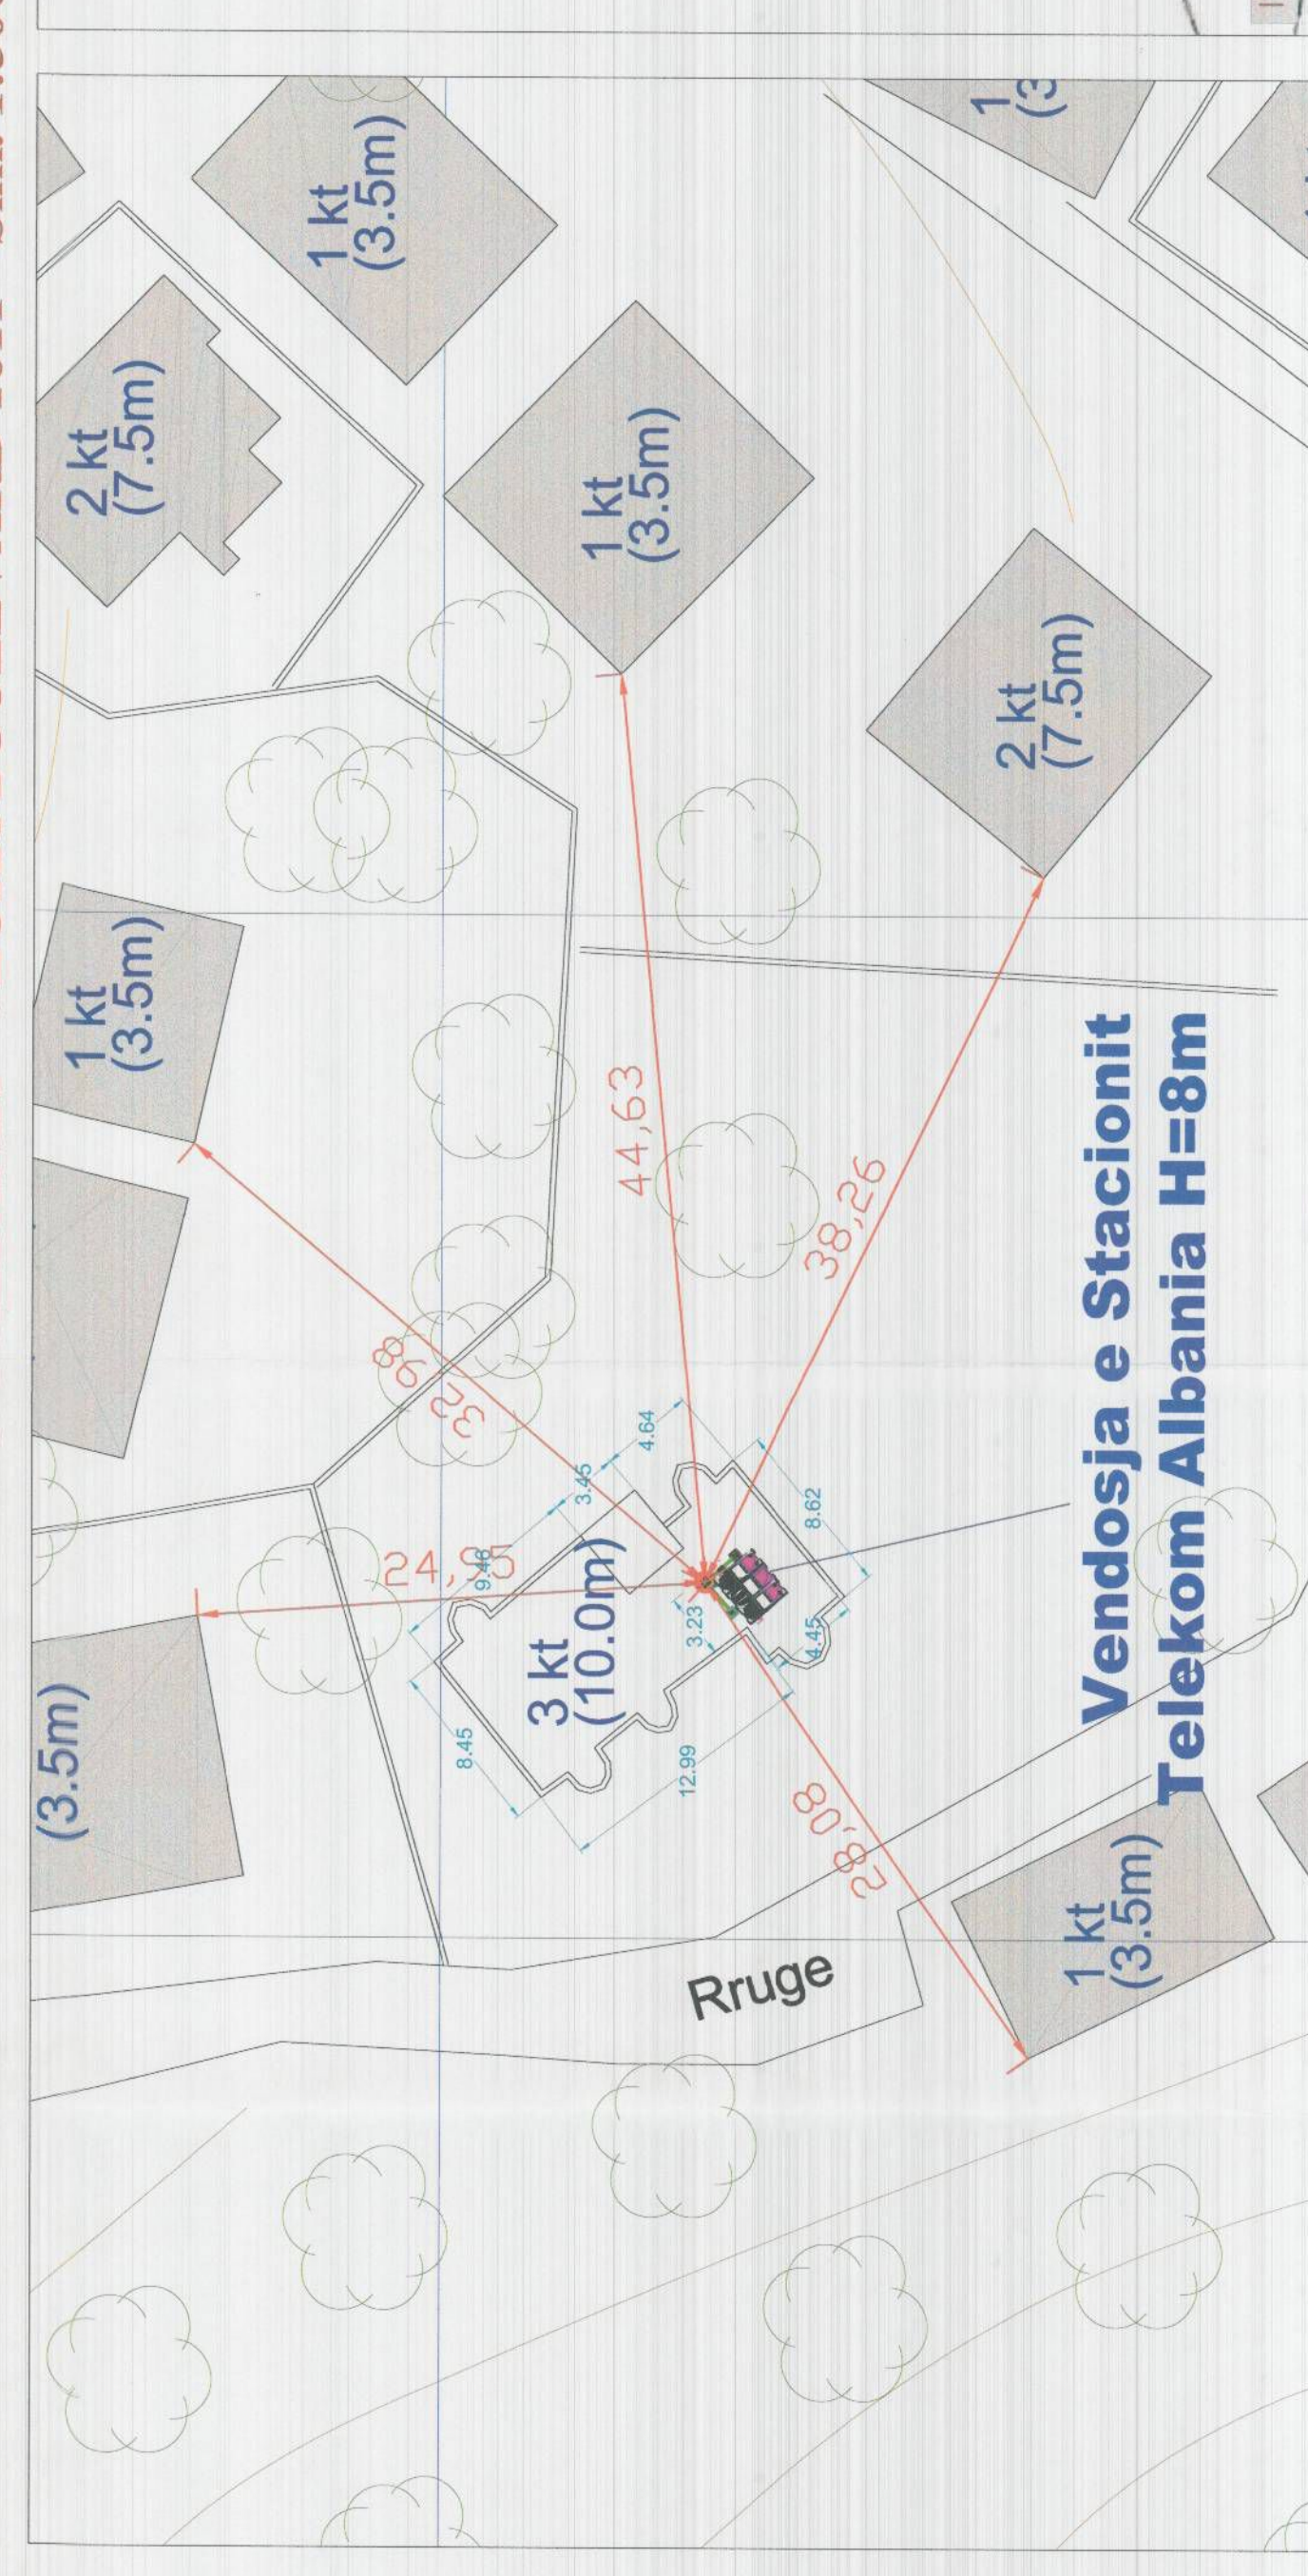 (3.5m)
1 kt
(3.5m)
2 kt
(7.5m)
1 kt
(3.5m)
1 kt
(3.5m)
2 kt
(7.5m)
1
(3
3 kt
(10.0m)
24,95
32,98
44,63
38,26
28,08
8.45
9.46
3.45
4.64
8.62
4.45
3.23
12.99
Rruge
1 kt
(3.5m)
Vendosja e Stacionit
Telekom Albania H=8m